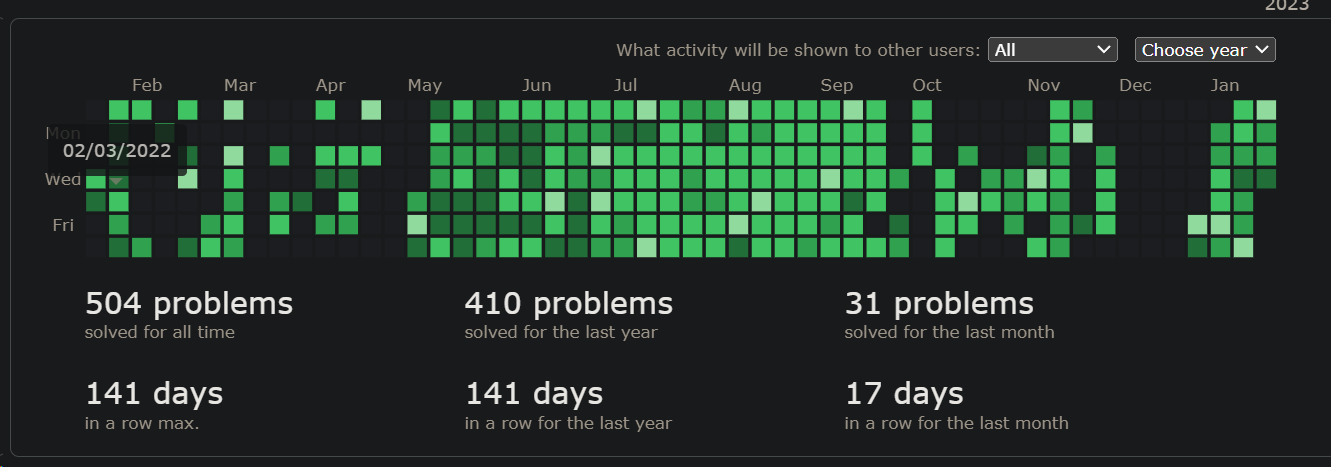 2023
What activity will be shown to other users: All Choose year
Feb Mar Apr May Jun Jul Aug Sep Oct Nov Dec Jan
Mon
02/03/2022
Wed
Fri
504 problems 410 problems 31 problems
solved for all time solved for the last year solved for the last month
141 days 141 days 17 days
in a row max. in a row for the last year in a row for the last month